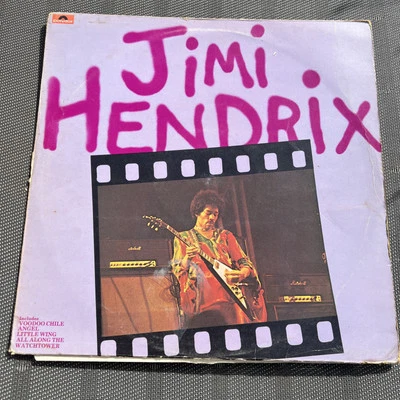 JiMi
HENDRIX
Includes
VOODOO CHILE
ANGEL
LITTLE WING
ALL ALONG THE
WATCHTOWER